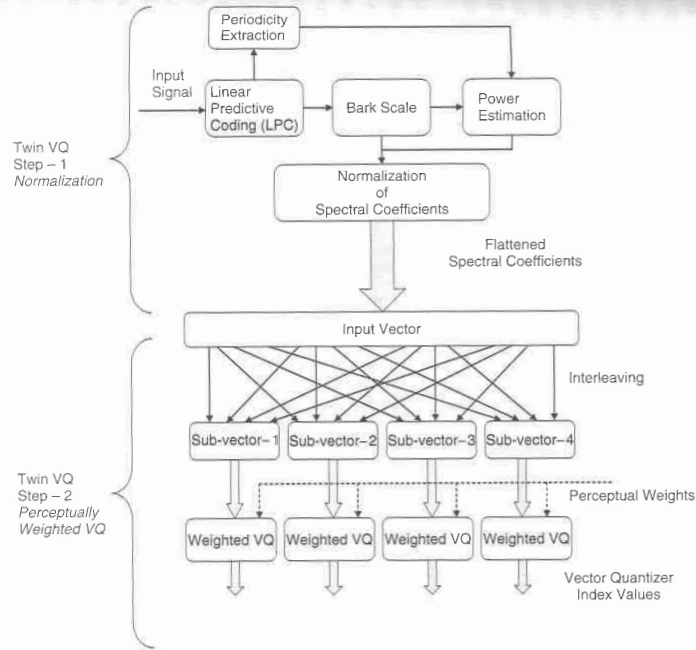 Periodicity
Extraction
Input
Signal
Linear
Predictive
Coding (LPC)
Bark Scale
Power
Estimation
Twin VQ
Step – 1
Normalization
Normalization
of
Spectral Coefficients
Flattened
Spectral Coefficients
Input Vector
Interleaving
Sub-vector–1
Sub-vector–2
Sub-vector–3
Sub-vector–4
Twin VQ
Step – 2
Perceptually
Weighted VQ
Perceptual Weights
Weighted VQ
Weighted VQ
Weighted VQ
Weighted VQ
Vector Quantizer
Index Values